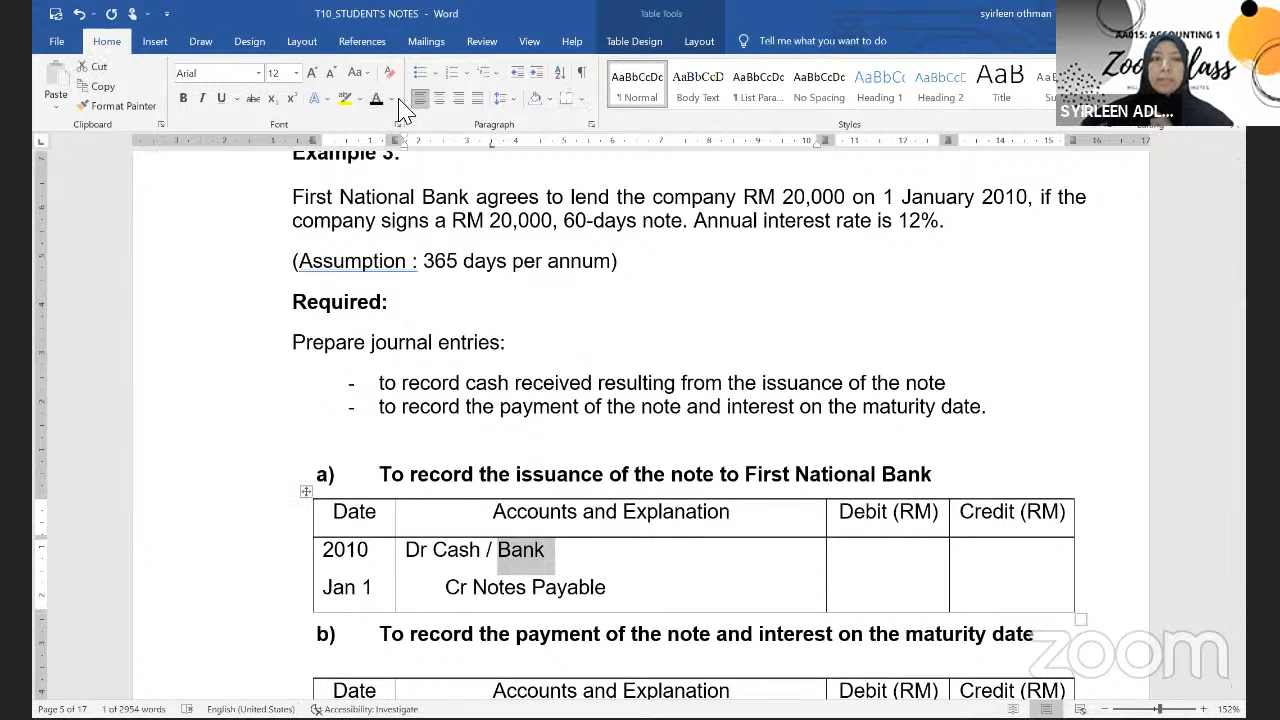 T10_STUDENT'S NOTES - Word
Table Tools
syirleen othman
File Home Insert Draw Design Layout References Mailings Review View Help Table Design Layout Tell me what you want to do
AA015: ACCOUNTING 1
SYIRLEEN ADL...
Paste
Cut
Copy
Format Painter
Arial 12
AaBbCcDc AaBbCcD AaBbCcDc AaBbCcDc AaBbCc AaBbCcD AaB
¶ Normal Body Text ¶ List Para... No Spacing Heading 1 Heading 2 Title
Clipboard Font Paragraph Styles
Example 3:
First National Bank agrees to lend the company RM 20,000 on 1 January 2010, if the
company signs a RM 20,000, 60-days note. Annual interest rate is 12%.
(Assumption : 365 days per annum)
Required:
Prepare journal entries:
- to record cash received resulting from the issuance of the note
- to record the payment of the note and interest on the maturity date.
a) To record the issuance of the note to First National Bank
Date Accounts and Explanation Debit (RM) Credit (RM)
2010 Dr Cash / Bank
Jan 1 Cr Notes Payable
b) To record the payment of the note and interest on the maturity date
Date Accounts and Explanation Debit (RM) Credit (RM)
zoom
Page 5 of 17 1 of 2954 words English (United States) Accessibility: Investigate 152%